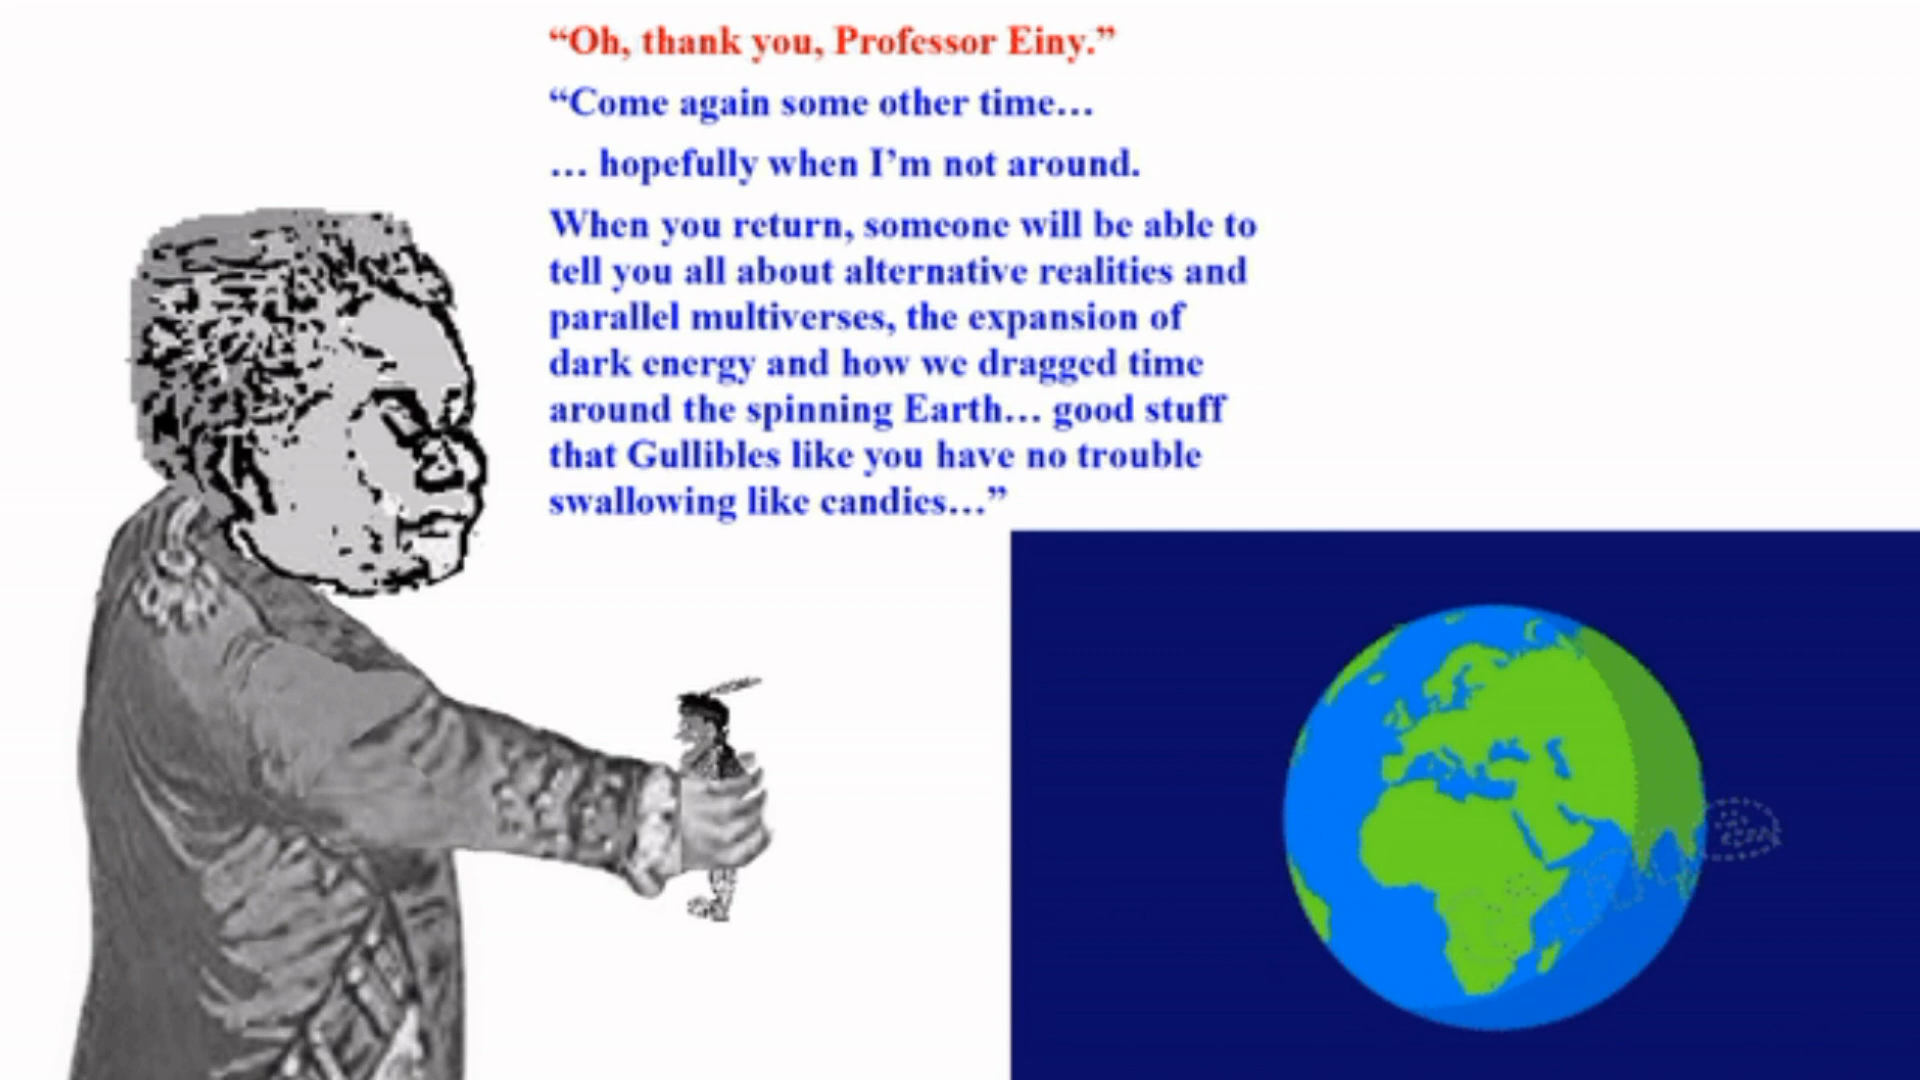 “Oh, thank you, Professor Einy.”
“Come again some other time…
… hopefully when I’m not around.
When you return, someone will be able to
tell you all about alternative realities and
parallel multiverses, the expansion of
dark energy and how we dragged time
around the spinning Earth… good stuff
that Gullibles like you have no trouble
swallowing like candies…”